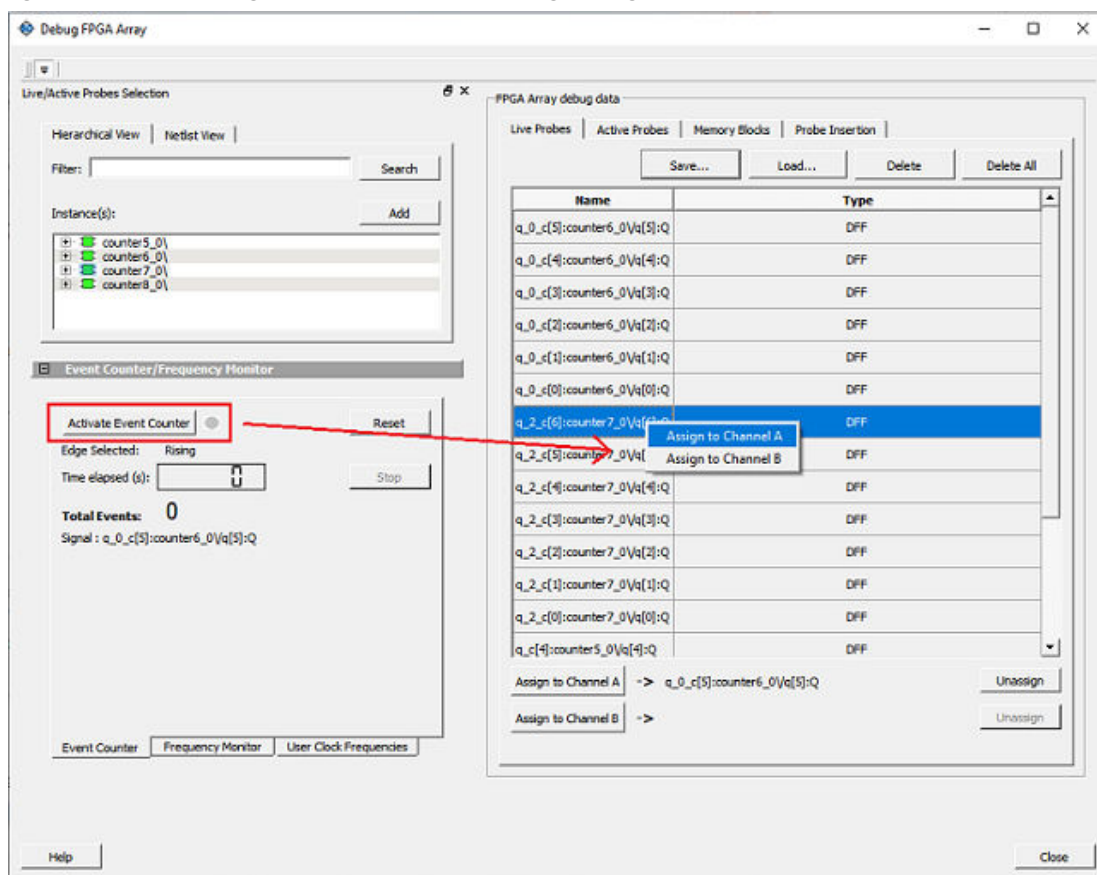 Debug FPGA Array
Live/Active Probes Selection
Hierarchical View Netlist View
Filter: Search
Instance(s): Add
counter5_0\
counter6_0\
counter7_0\
counter8_0\
Event Counter/Frequency Monitor
Activate Event Counter Reset
Edge Selected: Rising
Time elapsed (s): 0 Stop
Total Events: 0
Signal : q_0_c[5]:counter6_0\/q[5]:Q
Event Counter Frequency Monitor User Clock Frequencies
FPGA Array debug data
Live Probes Active Probes Memory Blocks Probe Insertion
Save... Load... Delete Delete All
Name Type
q_0_c[5]:counter6_0\/q[5]:Q DFF
q_0_c[4]:counter6_0\/q[4]:Q DFF
q_0_c[3]:counter6_0\/q[3]:Q DFF
q_0_c[2]:counter6_0\/q[2]:Q DFF
q_0_c[1]:counter6_0\/q[1]:Q DFF
q_0_c[0]:counter6_0\/q[0]:Q DFF
q_2_c[6]:counter7_0\/q[6]:Q DFF
Assign to Channel A
Assign to Channel B
q_2_c[5]:counter7_0\/q[ DFF
q_2_c[4]:counter7_0\/q[4]:Q DFF
q_2_c[3]:counter7_0\/q[3]:Q DFF
q_2_c[2]:counter7_0\/q[2]:Q DFF
q_2_c[1]:counter7_0\/q[1]:Q DFF
q_2_c[0]:counter7_0\/q[0]:Q DFF
q_c[4]:counter5_0\/q[4]:Q DFF
Assign to Channel A -> q_0_c[5]:counter6_0\/q[5]:Q Unassign
Assign to Channel B -> Unassign
Help Close